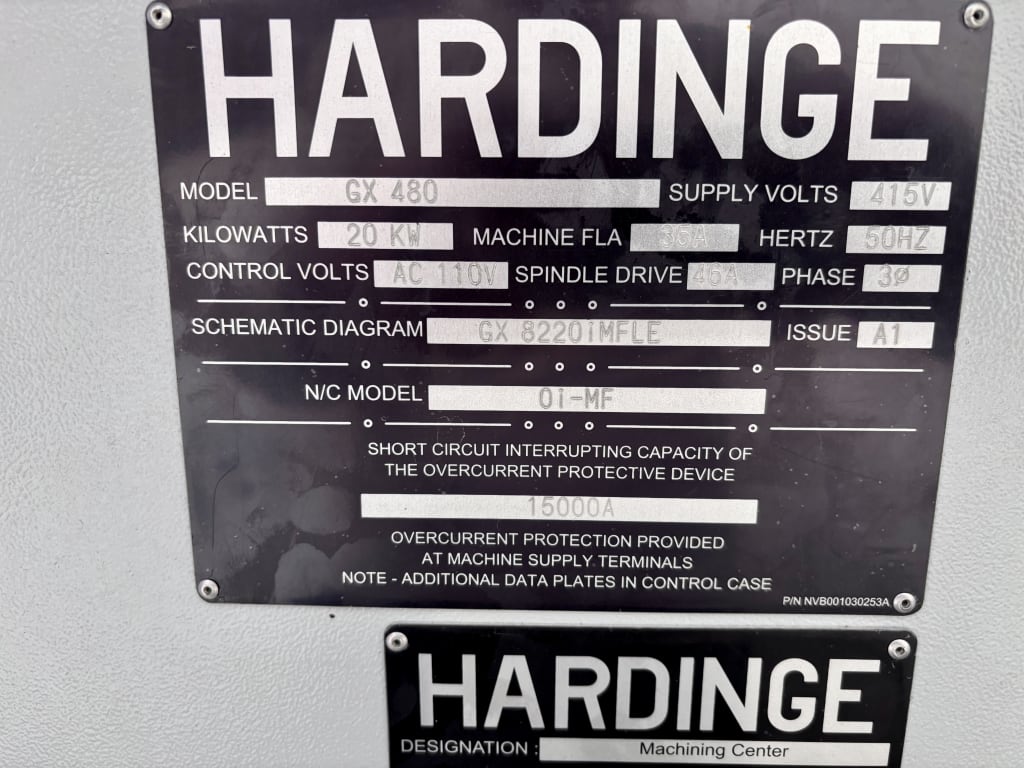 HARDINGE
MODEL GX 480 SUPPLY VOLTS 415V
KILOWATTS 20 KW MACHINE FLA 35A HERTZ 50HZ
CONTROL VOLTS AC 110V SPINDLE DRIVE 46A PHASE 3ø
SCHEMATIC DIAGRAM GX 8220iMFLE ISSUE A1
N/C MODEL 0i-MF
SHORT CIRCUIT INTERRUPTING CAPACITY OF
THE OVERCURRENT PROTECTIVE DEVICE
15000A
OVERCURRENT PROTECTION PROVIDED
AT MACHINE SUPPLY TERMINALS
NOTE - ADDITIONAL DATA PLATES IN CONTROL CASE
P/N NVB001030253A
HARDINGE
DESIGNATION : Machining Center